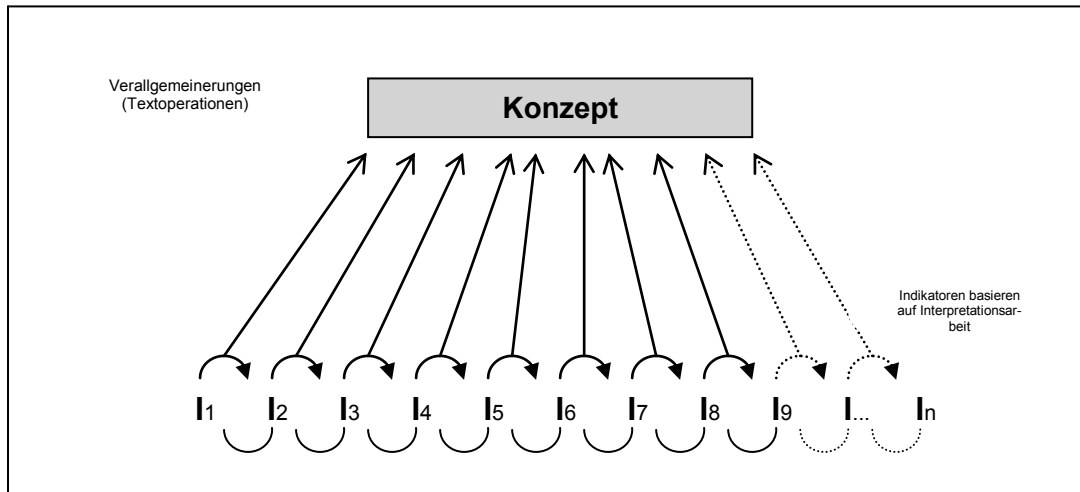 Verallgemeinerungen
(Textoperationen)
Konzept
Indikatoren basieren
auf Interpretationsar-
beit
I1 I2 I3 I4 I5 I6 I7 I8 I9 I... In